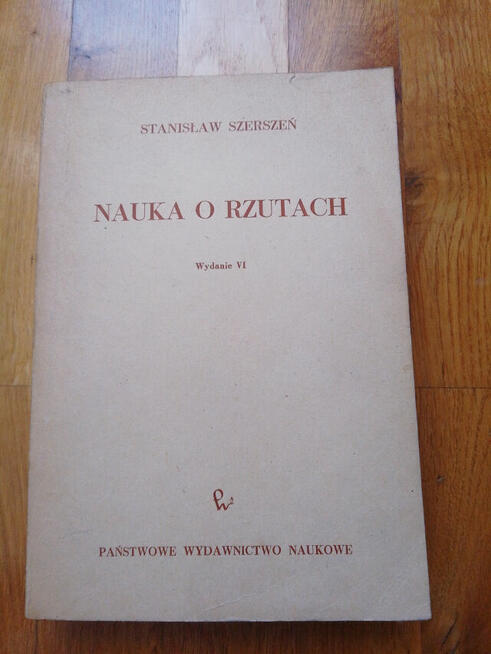 STANISŁAW SZERSZEŃ
NAUKA O RZUTACH
Wydanie VI
PAŃSTWOWE WYDAWNICTWO NAUKOWE